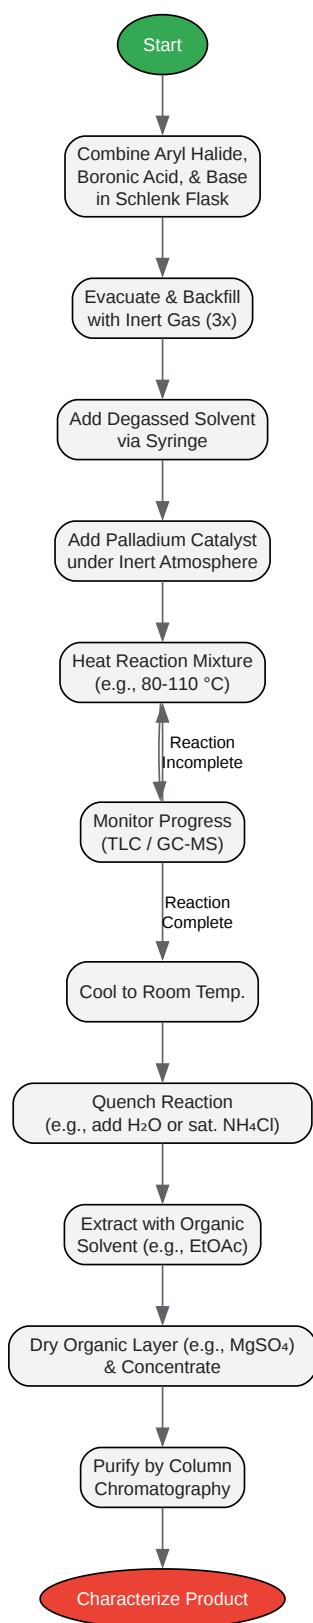 Start
Combine Aryl Halide,
Boronic Acid, & Base
in Schlenk Flask
Evacuate & Backfill
with Inert Gas (3x)
Add Degassed Solvent
via Syringe
Add Palladium Catalyst
under Inert Atmosphere
Heat Reaction Mixture
(e.g., 80-110 °C)
Reaction
Incomplete
Monitor Progress
(TLC / GC-MS)
Reaction
Complete
Cool to Room Temp.
Quench Reaction
(e.g., add H₂O or sat. NH₄Cl)
Extract with Organic
Solvent (e.g., EtOAc)
Dry Organic Layer (e.g., MgSO₄)
& Concentrate
Purify by Column
Chromatography
Characterize Product